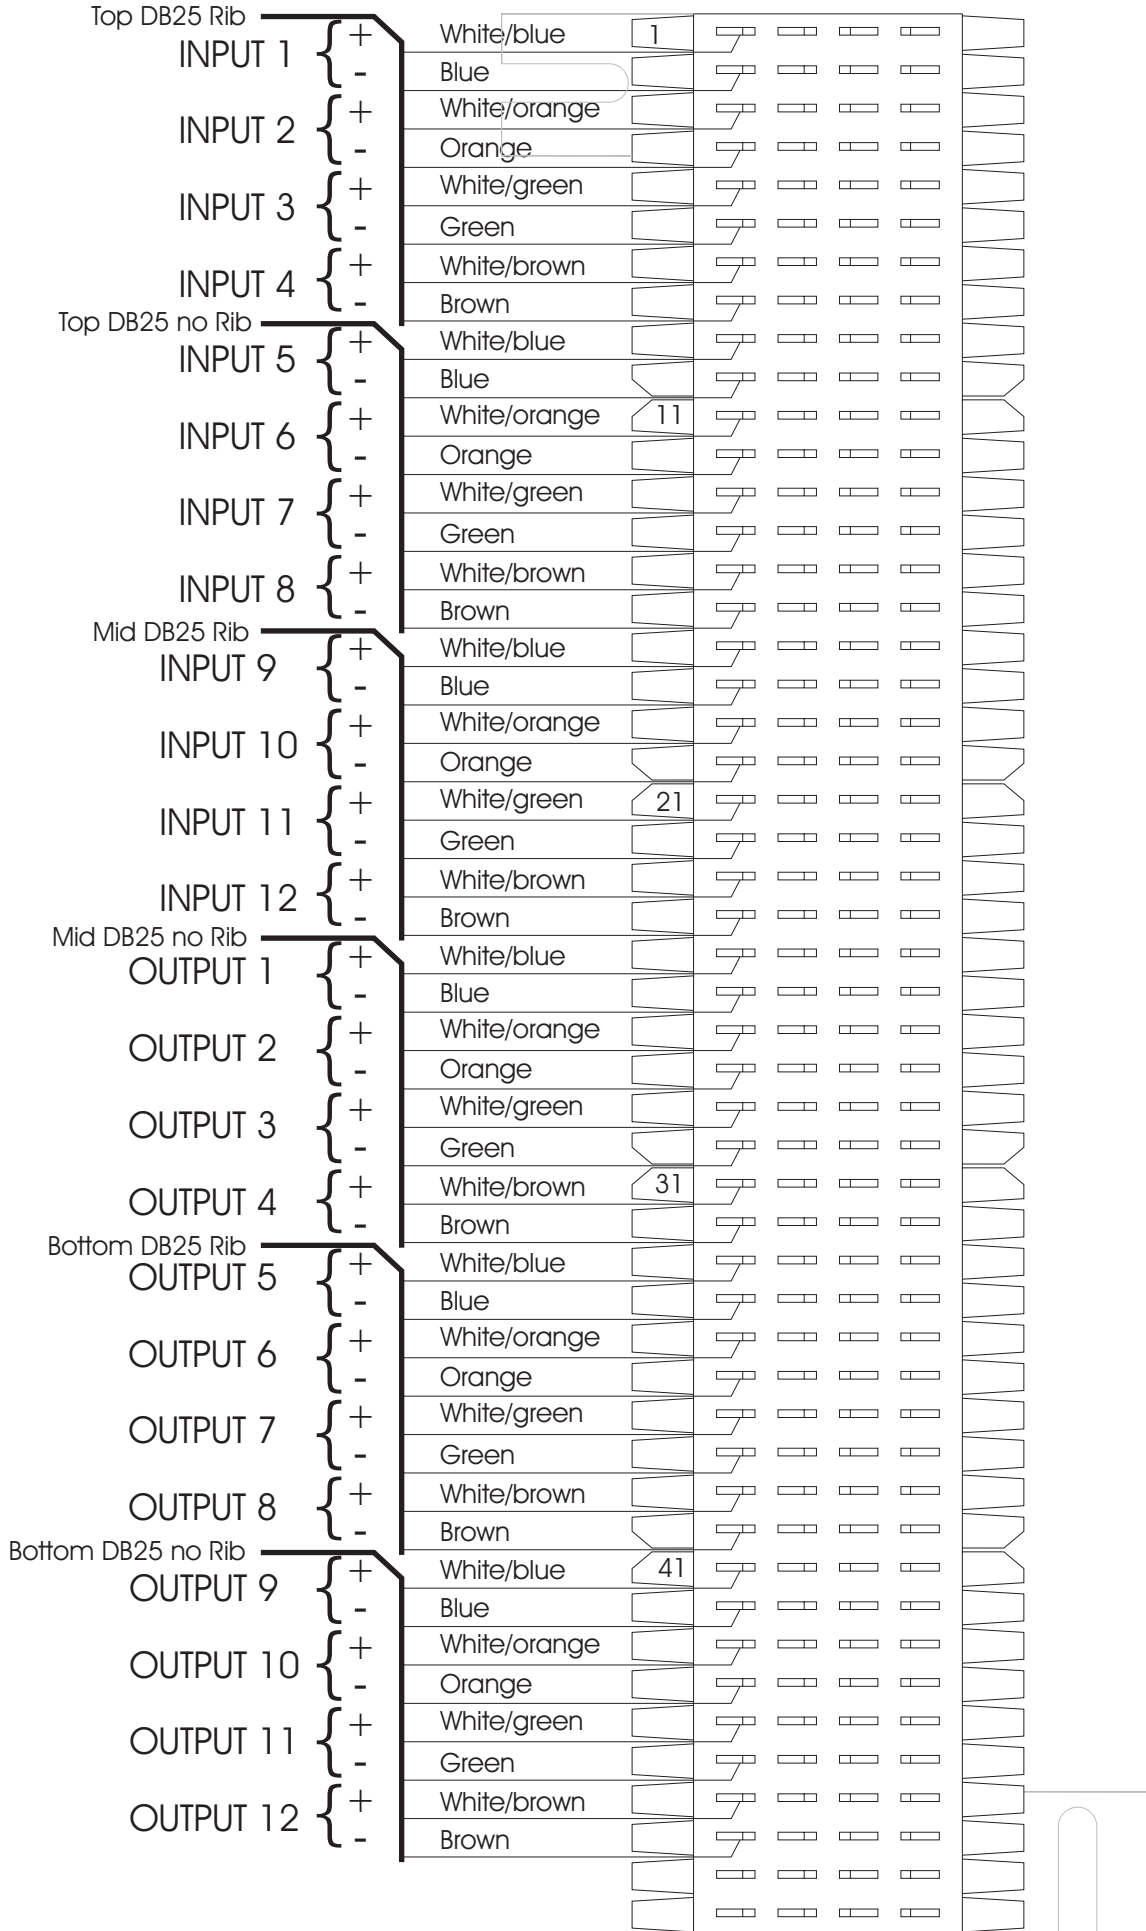 Top DB25 Rib
INPUT 1 + White/blue 1
- Blue
INPUT 2 + White/orange
- Orange
INPUT 3 + White/green
- Green
INPUT 4 + White/brown
- Brown
Top DB25 no Rib
INPUT 5 + White/blue
- Blue
INPUT 6 + White/orange 11
- Orange
INPUT 7 + White/green
- Green
INPUT 8 + White/brown
- Brown
Mid DB25 Rib
INPUT 9 + White/blue
- Blue
INPUT 10 + White/orange
- Orange
INPUT 11 + White/green 21
- Green
INPUT 12 + White/brown
- Brown
Mid DB25 no Rib
OUTPUT 1 + White/blue
- Blue
OUTPUT 2 + White/orange
- Orange
OUTPUT 3 + White/green
- Green
OUTPUT 4 + White/brown 31
- Brown
Bottom DB25 Rib
OUTPUT 5 + White/blue
- Blue
OUTPUT 6 + White/orange
- Orange
OUTPUT 7 + White/green
- Green
OUTPUT 8 + White/brown
- Brown
Bottom DB25 no Rib
OUTPUT 9 + White/blue 41
- Blue
OUTPUT 10 + White/orange
- Orange
OUTPUT 11 + White/green
- Green
OUTPUT 12 + White/brown
- Brown